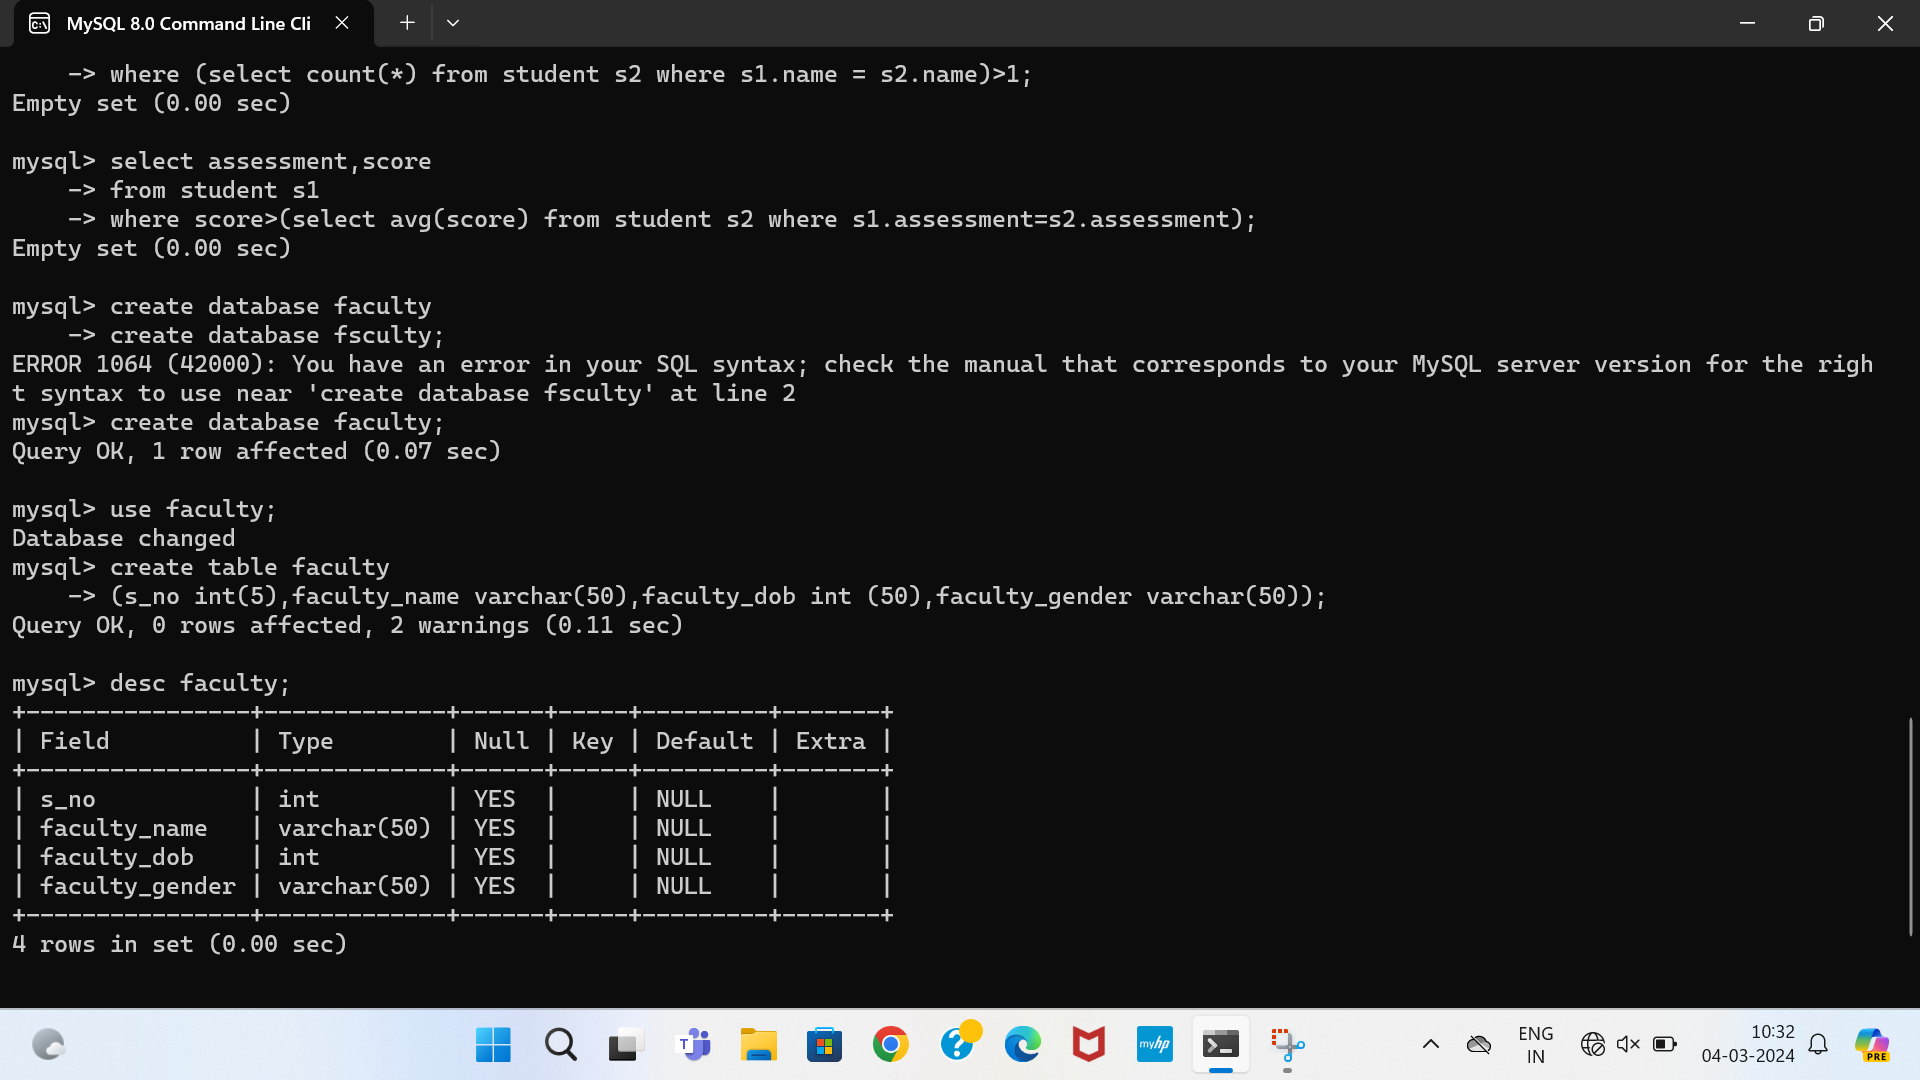 MySQL 8.0 Command Line Cli
    -> where (select count(*) from student s2 where s1.name = s2.name)>1;
Empty set (0.00 sec)
mysql> select assessment,score
    -> from student s1
    -> where score>(select avg(score) from student s2 where s1.assessment=s2.assessment);
Empty set (0.00 sec)
mysql> create database faculty
    -> create database fsculty;
ERROR 1064 (42000): You have an error in your SQL syntax; check the manual that corresponds to your MySQL server version for the righ
t syntax to use near 'create database fsculty' at line 2
mysql> create database faculty;
Query OK, 1 row affected (0.07 sec)
mysql> use faculty;
Database changed
mysql> create table faculty
    -> (s_no int(5),faculty_name varchar(50),faculty_dob int (50),faculty_gender varchar(50));
Query OK, 0 rows affected, 2 warnings (0.11 sec)
mysql> desc faculty;
+----------------+-------------+------+-----+---------+-------+
| Field          | Type        | Null | Key | Default | Extra |
+----------------+-------------+------+-----+---------+-------+
| s_no           | int         | YES  |     | NULL    |       |
| faculty_name   | varchar(50) | YES  |     | NULL    |       |
| faculty_dob    | int         | YES  |     | NULL    |       |
| faculty_gender | varchar(50) | YES  |     | NULL    |       |
+----------------+-------------+------+-----+---------+-------+
4 rows in set (0.00 sec)
T
?
myhp
ENG
IN
10:32
04-03-2024
PRE